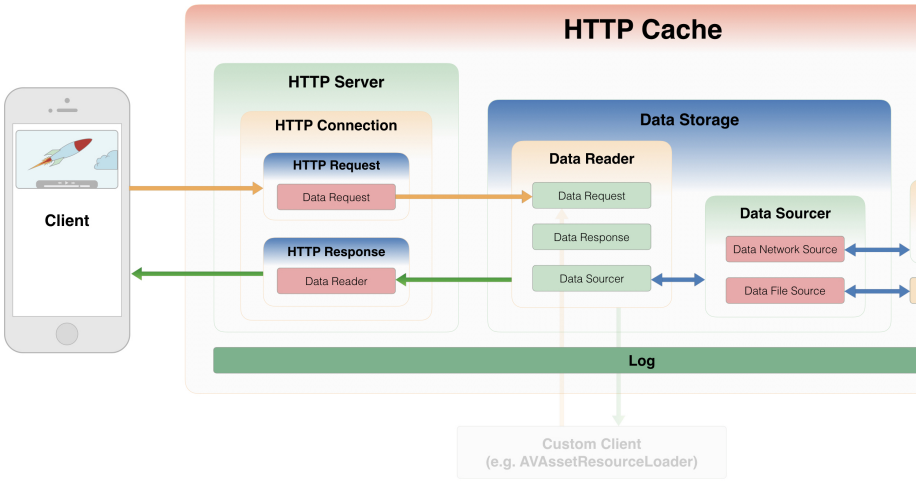 HTTP Cache
HTTP Server
HTTP Connection
HTTP Request
Data Request
HTTP Response
Data Reader
Client
Data Storage
Data Reader
Data Request
Data Response
Data Sourcer
Data Sourcer
Data Network Source
Data File Source
Log
Custom Client
(e.g. AVAssetResourceLoader)